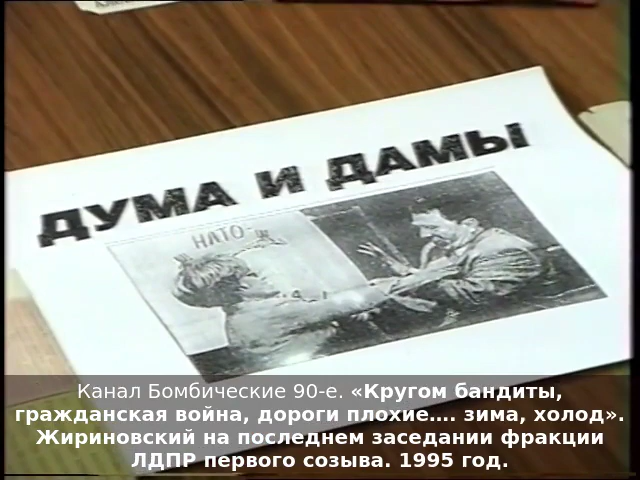 ДУМА И ДАМЫ
НАТО
Канал Бомбические 90-е. «Кругом бандиты,
гражданская война, дороги плохие.... зима, холод».
Жириновский на последнем заседании фракции
ЛДПР первого созыва. 1995 год.